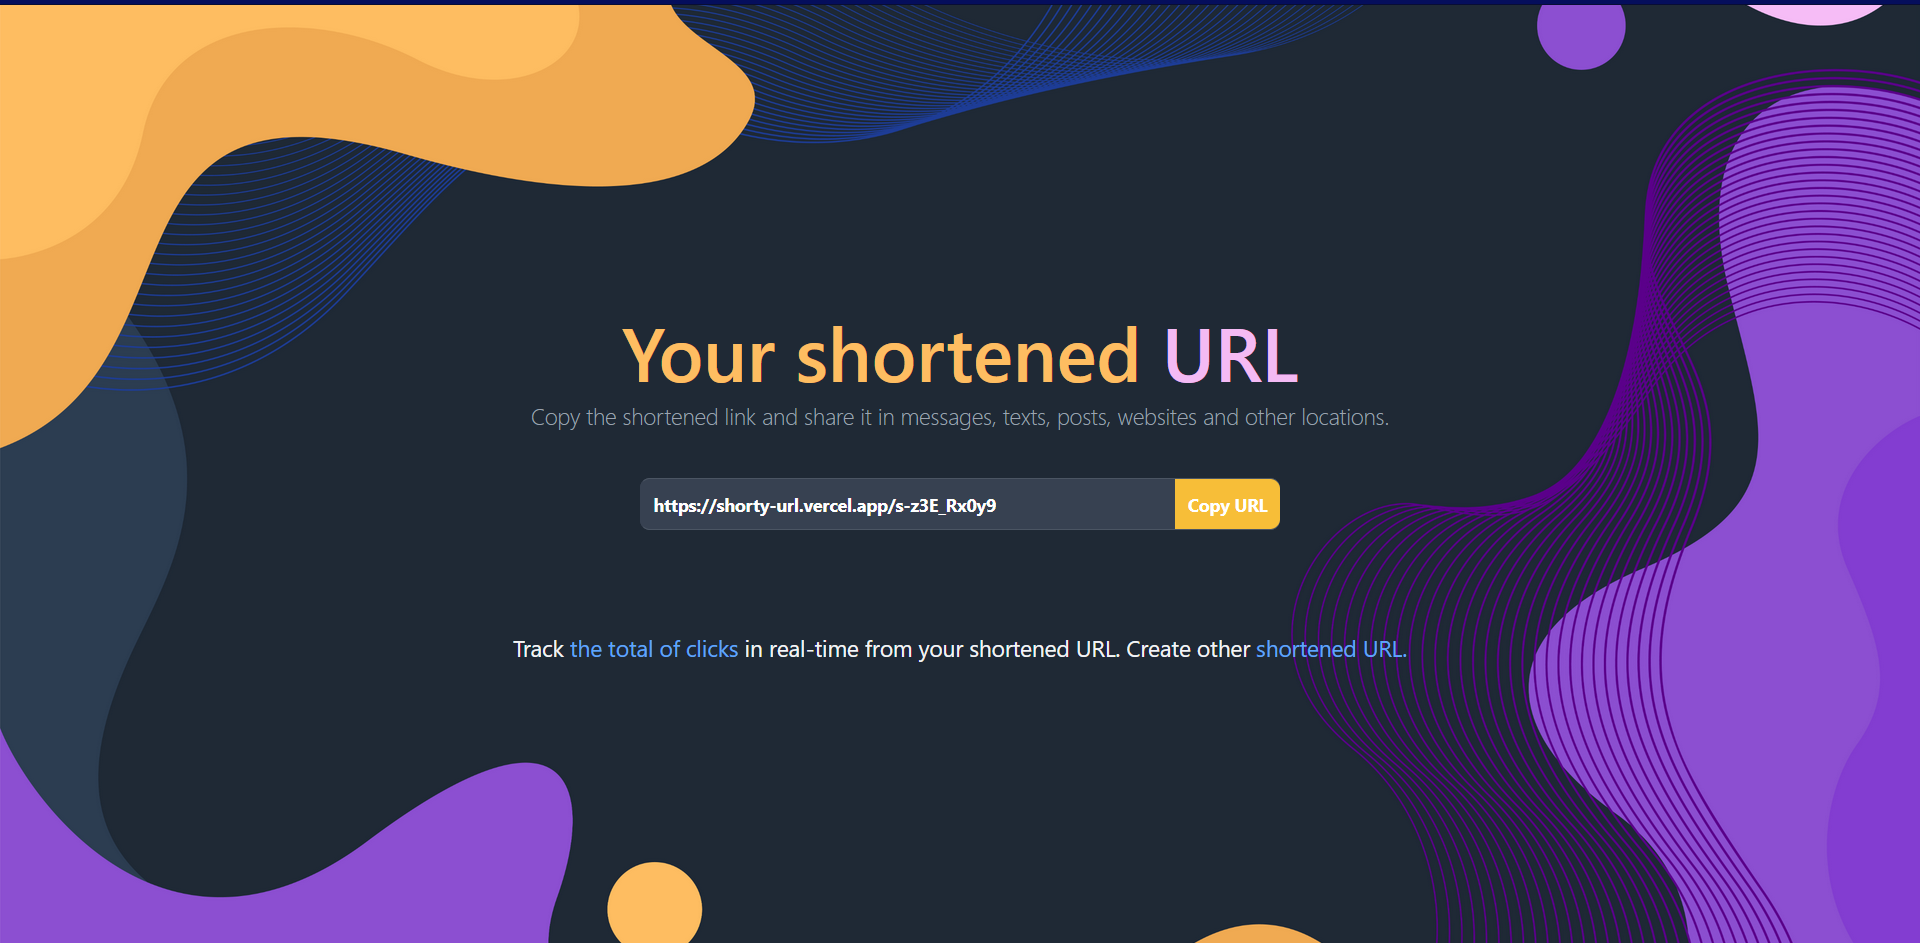 Your shortened URL
Copy the shortened link and share it in messages, texts, posts, websites and other locations.
https://shorty-url.vercel.app/s-z3E_Rx0y9 Copy URL
Track the total of clicks in real-time from your shortened URL. Create other shortened URL.